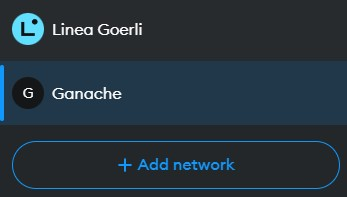 L Linea Goerli
G Ganache
+ Add network